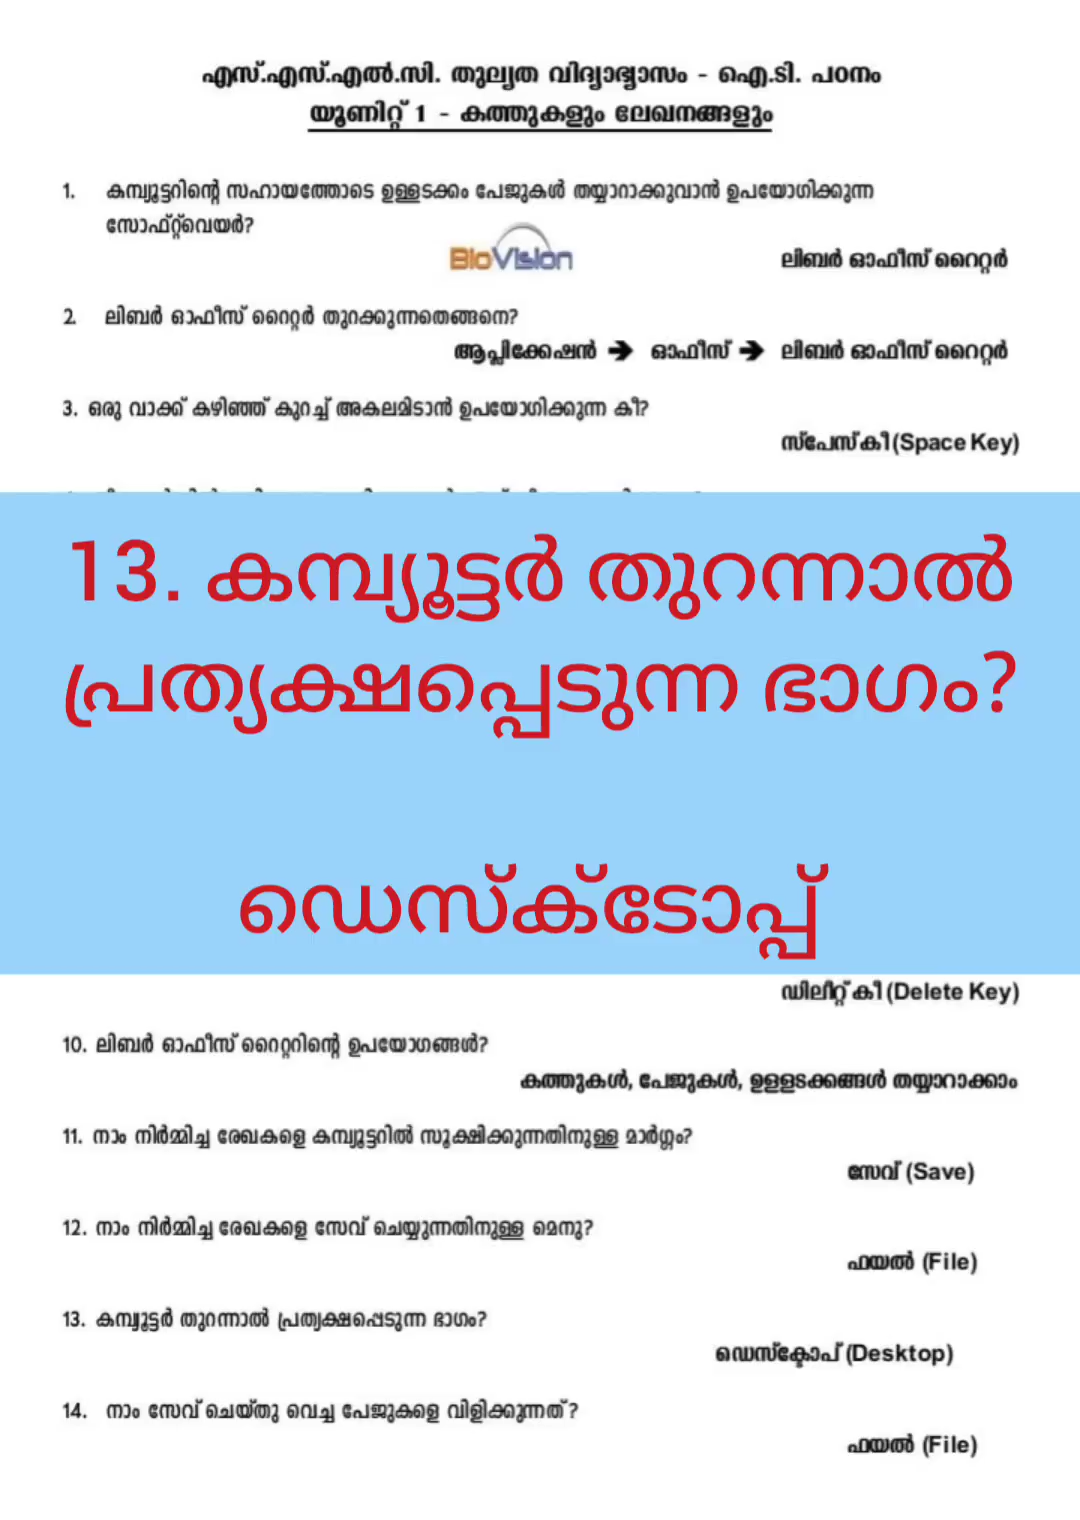 എസ്.എസ്.എൽ.സി. തുല്യത വിദ്യാഭ്യാസം - ഐ.ടി. പഠനം
യൂണിറ്റ് 1 - കത്തുകളും ലേഖനങ്ങളും
1. കമ്പ്യൂട്ടറിന്റെ സഹായത്തോടെ ഉള്ളടക്കം പേജുകൾ തയ്യാറാക്കുവാൻ ഉപയോഗിക്കുന്ന
സോഫ്റ്റ്‌വെയർ?
BioVision
ലിബർ ഓഫീസ് റൈറ്റർ
2. ലിബർ ഓഫീസ് റൈറ്റർ തുറക്കുന്നതെങ്ങനെ?
ആപ്ലിക്കേഷൻ ➔ ഓഫീസ് ➔ ലിബർ ഓഫീസ് റൈറ്റർ
3. ഒരു വാക്ക് കഴിഞ്ഞ് കുറച്ച് അകലമിടാൻ ഉപയോഗിക്കുന്ന കീ?
സ്പേസ് കീ (Space Key)
13. കമ്പ്യൂട്ടർ തുറന്നാൽ
പ്രത്യക്ഷപ്പെടുന്ന ഭാഗം?
ഡെസ്ക്ടോപ്പ്
ഡിലീറ്റ് കീ (Delete Key)
10. ലിബർ ഓഫീസ് റൈറ്ററിന്റെ ഉപയോഗങ്ങൾ?
കത്തുകൾ, പേജുകൾ, ഉള്ളടക്കങ്ങൾ തയ്യാറാക്കാം
11. നാം നിർമ്മിച്ച രേഖകളെ കമ്പ്യൂട്ടറിൽ സൂക്ഷിക്കുന്നതിനുള്ള മാർഗ്ഗം?
സേവ് (Save)
12. നാം നിർമ്മിച്ച രേഖകളെ സേവ് ചെയ്യുന്നതിനുള്ള മെനു?
ഫയൽ (File)
13. കമ്പ്യൂട്ടർ തുറന്നാൽ പ്രത്യക്ഷപ്പെടുന്ന ഭാഗം?
ഡെസ്ക്ടോപ് (Desktop)
14. നാം സേവ് ചെയ്തു വെച്ച പേജുകളെ വിളിക്കുന്നത്?
ഫയൽ (File)